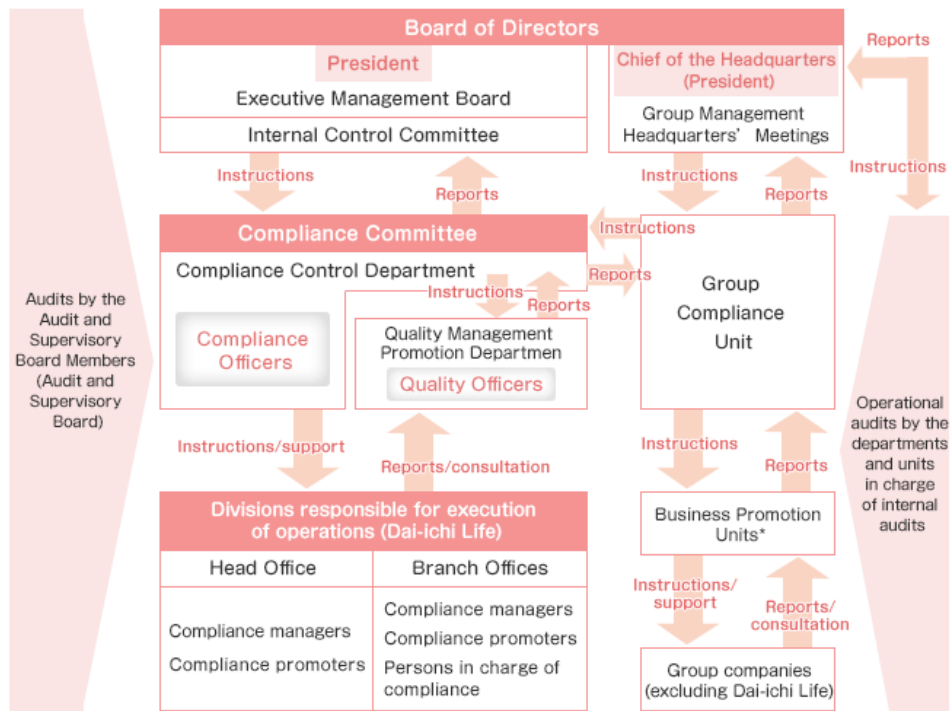 Board of Directors
President
Executive Management Board
Internal Control Committee
Chief of the Headquarters
(President)
Group Management
Headquarters' Meetings
Reports
Instructions
Instructions
Reports
Instructions
Reports
Compliance Committee
Compliance Control Department
Instructions
Reports
Instructions
Reports
Compliance
Officers
Quality Management
Promotion Departmen
Quality Officers
Group
Compliance
Unit
Audits by the
Audit and
Supervisory
Board Members
(Audit and
Supervisory
Board)
Operational
audits by the
departments
and units
in charge
of internal
audits
Instructions/support
Reports/consultation
Instructions
Reports
Divisions responsible for execution
of operations (Dai-ichi Life)
Head Office
Branch Offices
Compliance managers
Compliance promoters
Compliance managers
Compliance promoters
Persons in charge of
compliance
Business Promotion
Units*
Instructions/
support
Reports/
consultation
Group companies
(excluding Dai-ichi Life)